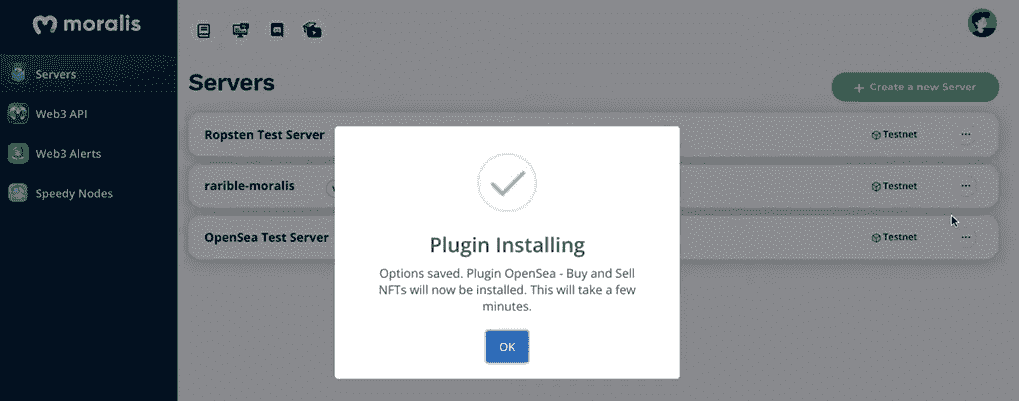 moralis
Servers
Web3 API
Web3 Alerts
Speedy Nodes
Servers
+ Create a new Server
Ropsten Test Server
Testnet
...
rarible-moralis
Testnet
...
OpenSea Test Server
Testnet
...
Plugin Installing
Options saved. Plugin OpenSea - Buy and Sell
NFTs will now be installed. This will take a few
minutes.
OK